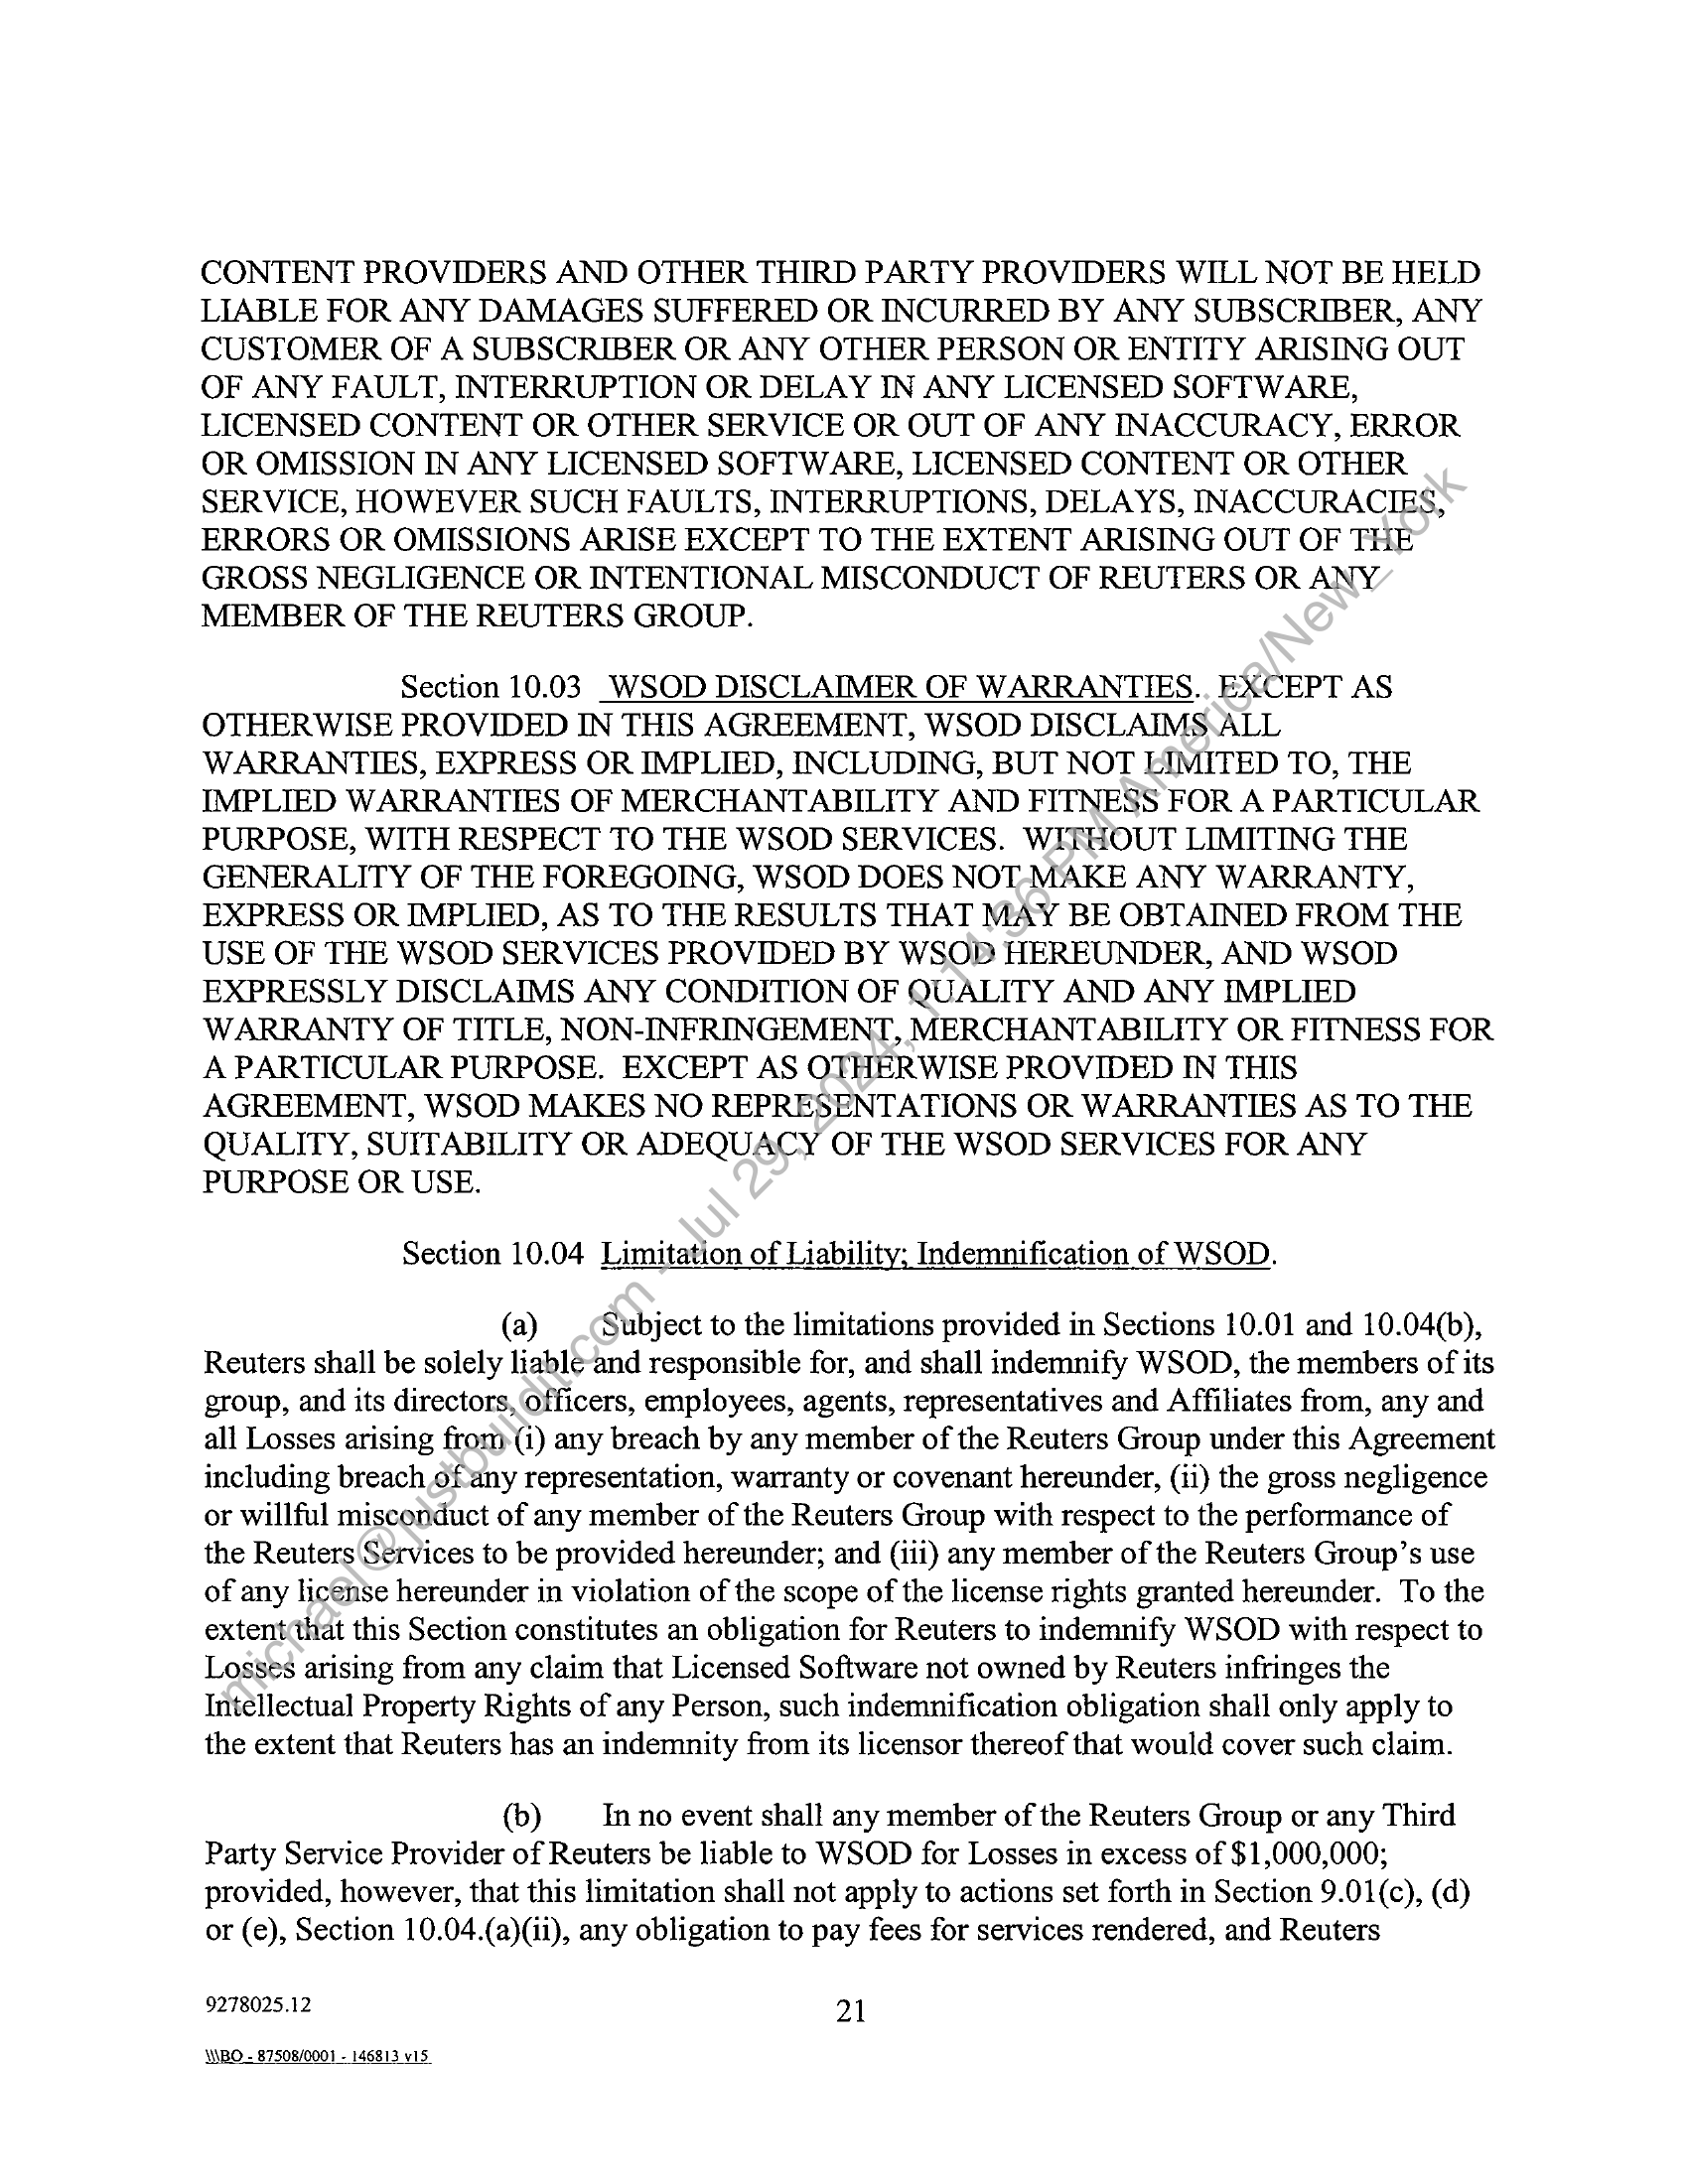 CONTENT PROVIDERS AND OTHER THIRD PARTY PROVIDERS WILL NOT BE HELD
LIABLE FOR ANY DAMAGES SUFFERED OR INCURRED BY ANY SUBSCRIBER, ANY
CUSTOMER OF A SUBSCRIBER OR ANY OTHER PERSON OR ENTITY ARISING OUT
OF ANY FAULT, INTERRUPTION OR DELAY IN ANY LICENSED SOFTWARE,
LICENSED CONTENT OR OTHER SERVICE OR OUT OF ANY INACCURACY, ERROR
OR OMISSION IN ANY LICENSED SOFTWARE, LICENSED CONTENT OR OTHER
SERVICE, HOWEVER SUCH FAULTS, INTERRUPTIONS, DELAYS, INACCURACIES,
ERRORS OR OMISSIONS ARISE EXCEPT TO THE EXTENT ARISING OUT OF THE
GROSS NEGLIGENCE OR INTENTIONAL MISCONDUCT OF REUTERS OR ANY
MEMBER OF THE REUTERS GROUP.
Section 10.03 WSOD DISCLAIMER OF WARRANTIES. EXCEPT AS
OTHERWISE PROVIDED IN THIS AGREEMENT, WSOD DISCLAIMS ALL
WARRANTIES, EXPRESS OR IMPLIED, INCLUDING, BUT NOT LIMITED TO, THE
IMPLIED WARRANTIES OF MERCHANTABILITY AND FITNESS FOR A PARTICULAR
PURPOSE, WITH RESPECT TO THE WSOD SERVICES. WITHOUT LIMITING THE
GENERALITY OF THE FOREGOING, WSOD DOES NOT MAKE ANY WARRANTY,
EXPRESS OR IMPLIED, AS TO THE RESULTS THAT MAY BE OBTAINED FROM THE
USE OF THE WSOD SERVICES PROVIDED BY WSOD HEREUNDER, AND WSOD
EXPRESSLY DISCLAIMS ANY CONDITION OF QUALITY AND ANY IMPLIED
WARRANTY OF TITLE, NON-INFRINGEMENT, MERCHANTABILITY OR FITNESS FOR
A PARTICULAR PURPOSE. EXCEPT AS OTHERWISE PROVIDED IN THIS
AGREEMENT, WSOD MAKES NO REPRESENTATIONS OR WARRANTIES AS TO THE
QUALITY, SUITABILITY OR ADEQUACY OF THE WSOD SERVICES FOR ANY
PURPOSE OR USE.
Section 10.04 Limitation of Liability; Indemnification of WSOD.
(a) Subject to the limitations provided in Sections 10.01 and 10.04(b),
Reuters shall be solely liable and responsible for, and shall indemnify WSOD, the members of its
group, and its directors, officers, employees, agents, representatives and Affiliates from, any and
all Losses arising from (i) any breach by any member of the Reuters Group under this Agreement
including breach of any representation, warranty or covenant hereunder, (ii) the gross negligence
or willful misconduct of any member of the Reuters Group with respect to the performance of
the Reuters Services to be provided hereunder; and (iii) any member of the Reuters Group's use
of any license hereunder in violation of the scope of the license rights granted hereunder. To the
extent that this Section constitutes an obligation for Reuters to indemnify WSOD with respect to
Losses arising from any claim that Licensed Software not owned by Reuters infringes the
Intellectual Property Rights of any Person, such indemnification obligation shall only apply to
the extent that Reuters has an indemnity from its licensor thereof that would cover such claim.
(b) In no event shall any member of the Reuters Group or any Third
Party Service Provider of Reuters be liable to WSOD for Losses in excess of $1,000,000;
provided, however, that this limitation shall not apply to actions set forth in Section 9.01(c), (d)
or (e), Section 10.04.(a)(ii), any obligation to pay fees for services rendered, and Reuters
9278025.12
21
\\\BO - 87508/0001 - 146813 v15
michael@justbuildit.com - Jul 29, 2024, 1:14:36 PM America/New_York